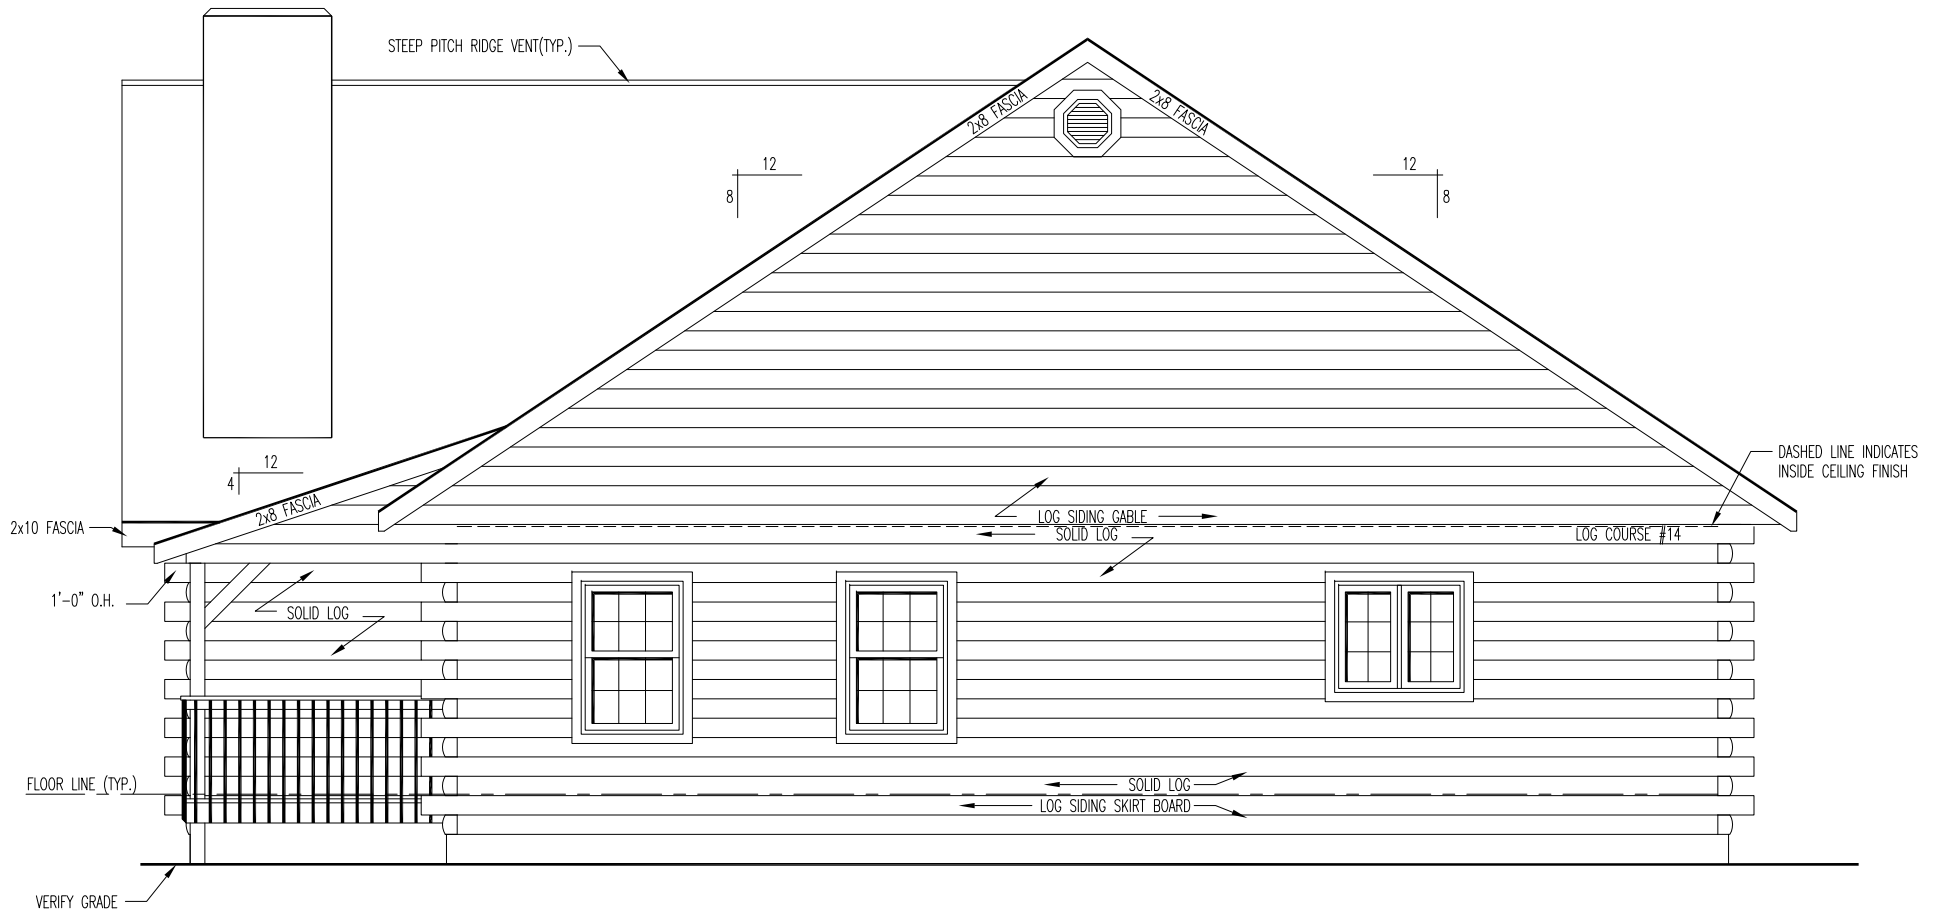 STEEP PITCH RIDGE VENT(TYP.)
2x8 FASCIA
2x8 FASCIA
12
8
12
8
12
4
2x8 FASCIA
DASHED LINE INDICATES
INSIDE CEILING FINISH
2x10 FASCIA
LOG SIDING GABLE
SOLID LOG
LOG COURSE #14
1'-0" O.H.
SOLID LOG
FLOOR LINE (TYP.)
SOLID LOG
LOG SIDING SKIRT BOARD
VERIFY GRADE